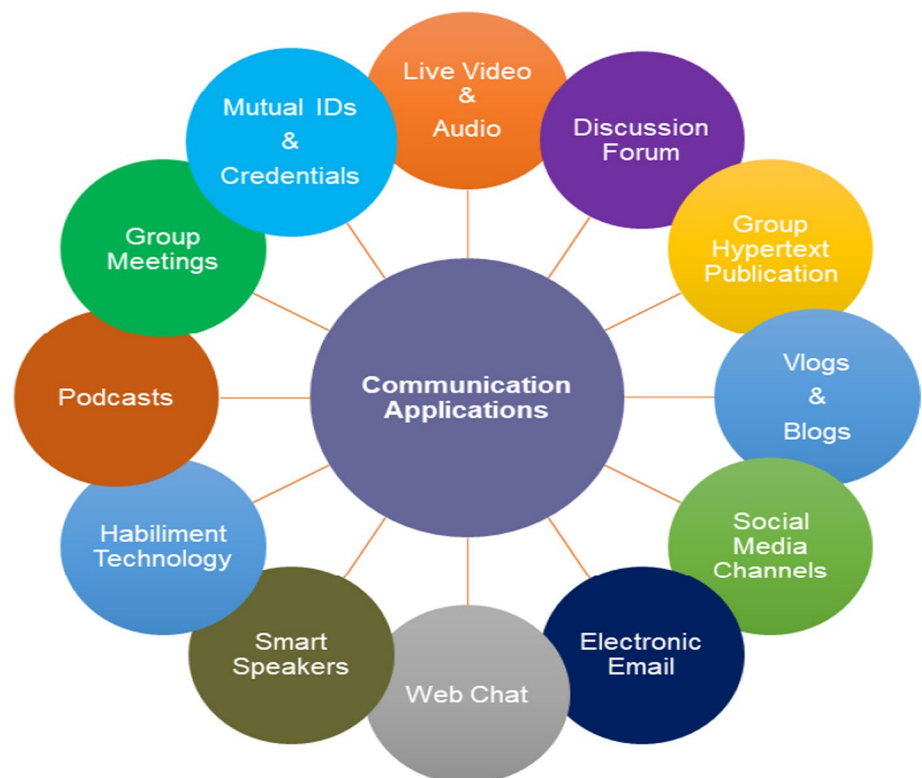 Live Video
&
Audio
Discussion
Forum
Group
Hypertext
Publication
Vlogs
&
Blogs
Social
Media
Channels
Electronic
Email
Web Chat
Smart
Speakers
Habiliment
Technology
Podcasts
Group
Meetings
Mutual IDs
&
Credentials
Communication
Applications